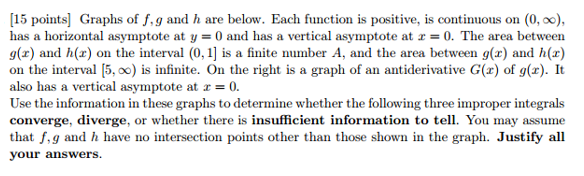 [15 points] Graphs of f, g and h are below. Each function is positive, is continuous on (0, ∞),
has a horizontal asymptote at y = 0 and has a vertical asymptote at x = 0. The area between
g(x) and h(x) on the interval (0, 1] is a finite number A, and the area between g(x) and h(x)
on the interval [5, ∞) is infinite. On the right is a graph of an antiderivative G(x) of g(x). It
also has a vertical asymptote at x = 0.
Use the information in these graphs to determine whether the following three improper integrals
converge, diverge, or whether there is insufficient information to tell. You may assume
that f, g and h have no intersection points other than those shown in the graph. Justify all
your answers.